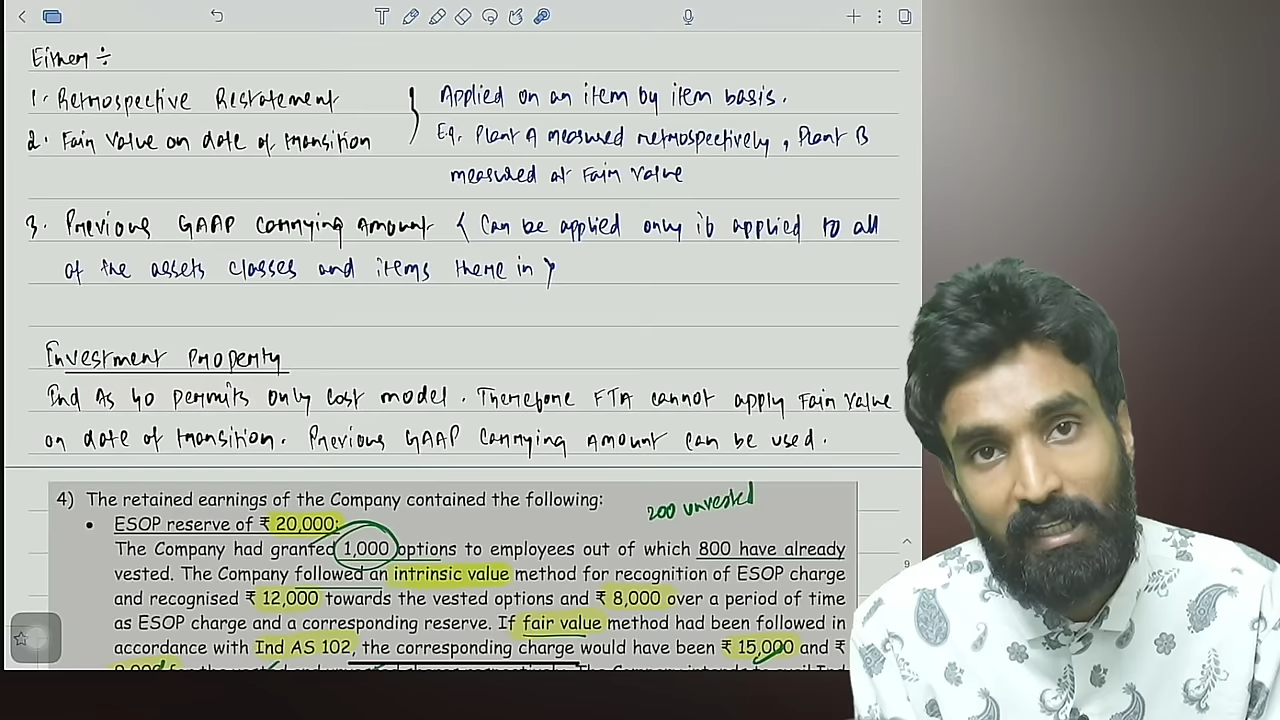 Either ÷
1. Retrospective Restatement
2. Fair Value on date of transition
Applied on an item by item basis.
E.g. Plant A measured retrospectively, Plant B
measured at Fair Value
3. Previous GAAP Carrying Amount { Can be applied only if applied to all
of the assets classes and items there in }
Investment Property
Ind As 40 permits only cost model. Therefore FTA cannot apply Fair Value
on date of transition. Previous GAAP Carrying Amount can be used.
4) The retained earnings of the Company contained the following:
200 unvested
• ESOP reserve of ₹ 20,000:
The Company had granted 1,000 options to employees out of which 800 have already
vested. The Company followed an intrinsic value method for recognition of ESOP charge
and recognised ₹ 12,000 towards the vested options and ₹ 8,000 over a period of time
as ESOP charge and a corresponding reserve. If fair value method had been followed in
accordance with Ind AS 102, the corresponding charge would have been ₹ 15,000 and ₹
9